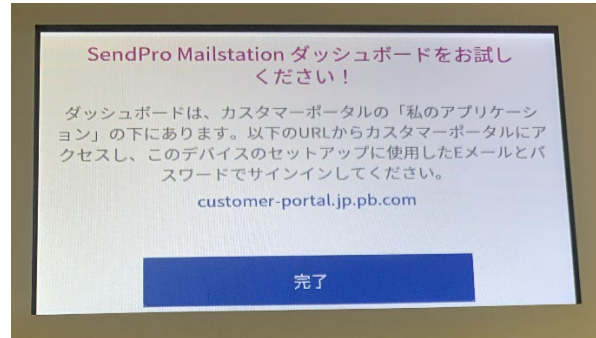 SendPro Mailstation ダッシュボードをお試し
ください！
ダッシュボードは、カスタマーポータルの「私のアプリケーシ
ョン」の下にあります。以下のURLからカスタマーポータルにア
クセスし、このデバイスのセットアップに使用したEメールとパ
スワードでサインインしてください。
customer-portal.jp.pb.com
完了